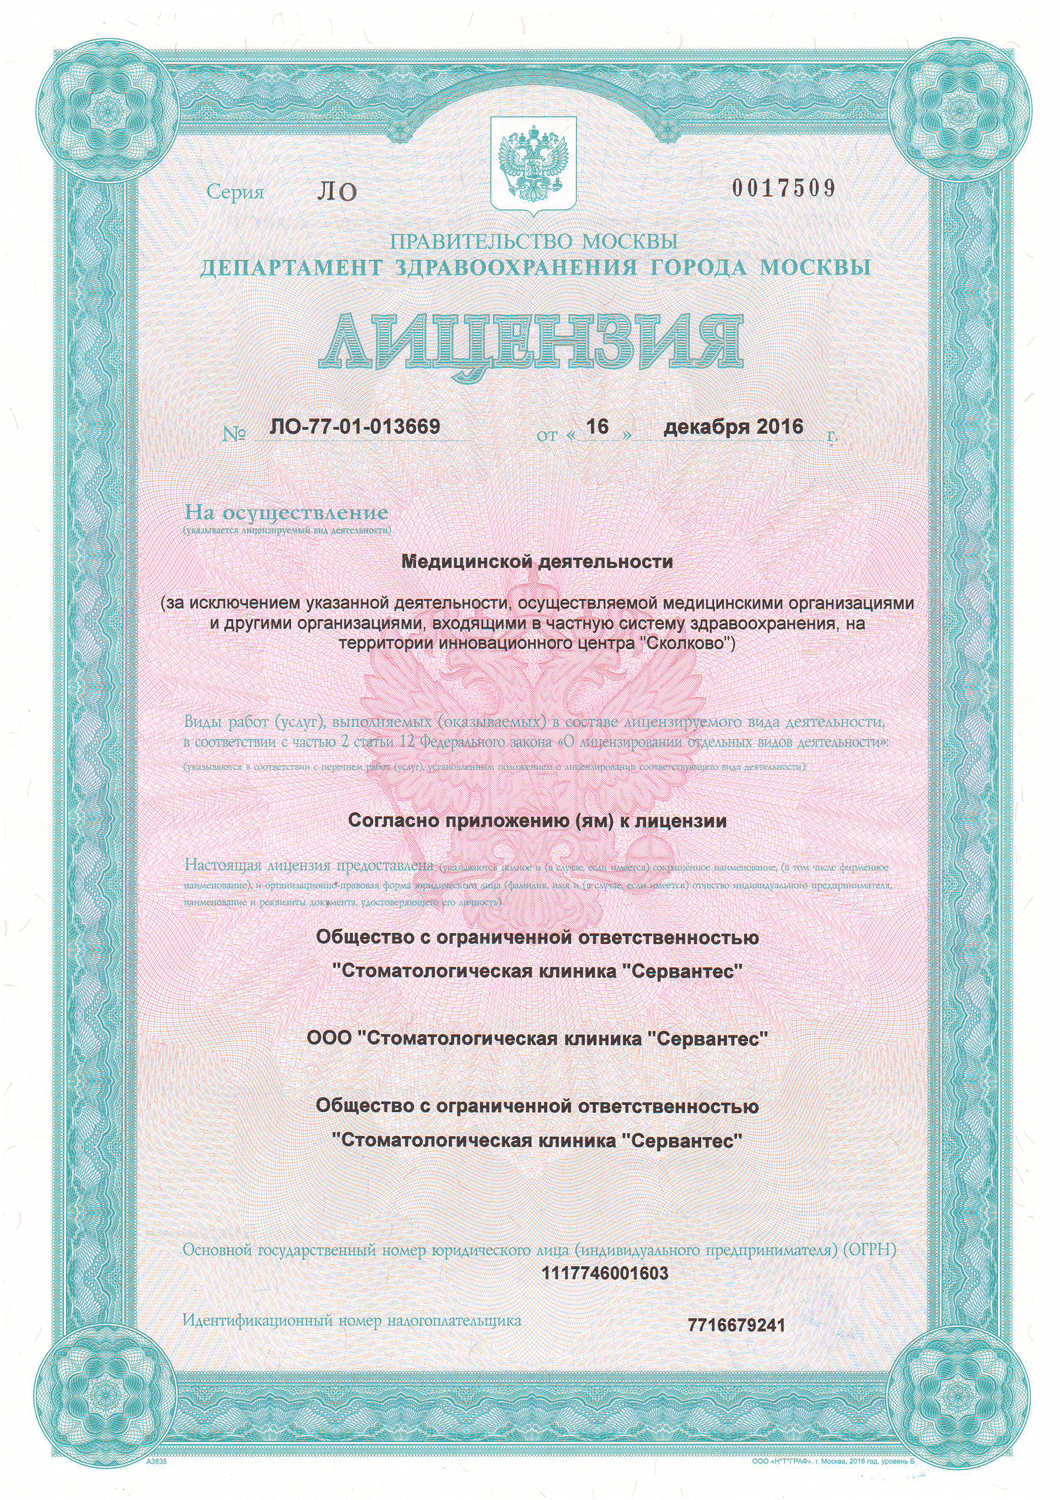 Серия ЛО 0017509
ПРАВИТЕЛЬСТВО МОСКВЫ
ДЕПАРТАМЕНТ ЗДРАВООХРАНЕНИЯ ГОРОДА МОСКВЫ
ЛИЦЕНЗИЯ
№ ЛО-77-01-013669 от « 16 » декабря 2016 г.
На осуществление
(указывается лицензируемый вид деятельности)
Медицинской деятельности
(за исключением указанной деятельности, осуществляемой медицинскими организациями
и другими организациями, входящими в частную систему здравоохранения, на
территории инновационного центра "Сколково")
Виды работ (услуг), выполняемых (оказываемых) в составе лицензируемого вида деятельности,
в соответствии с частью 2 статьи 12 Федерального закона «О лицензировании отдельных видов деятельности»:
(указываются в соответствии с перечнем работ (услуг), установленным положением о лицензировании соответствующего вида деятельности)
Согласно приложению (ям) к лицензии
Настоящая лицензия предоставлена (указываются полное и (в случае, если имеется) сокращённое наименование, (в том числе фирменное
наименование), и организационно-правовая форма юридического лица (фамилия, имя и (в случае, если имеется) отчество индивидуального предпринимателя,
наименование и реквизиты документа, удостоверяющего его личность)
Общество с ограниченной ответственностью
"Стоматологическая клиника "Сервантес"
ООО "Стоматологическая клиника "Сервантес"
Общество с ограниченной ответственностью
"Стоматологическая клиника "Сервантес"
Основной государственный номер юридического лица (индивидуального предпринимателя) (ОГРН)
1117746001603
Идентификационный номер налогоплательщика 7716679241
А3835 ООО «Н*Т*ГРАФ», г. Москва, 2016 год, уровень Б